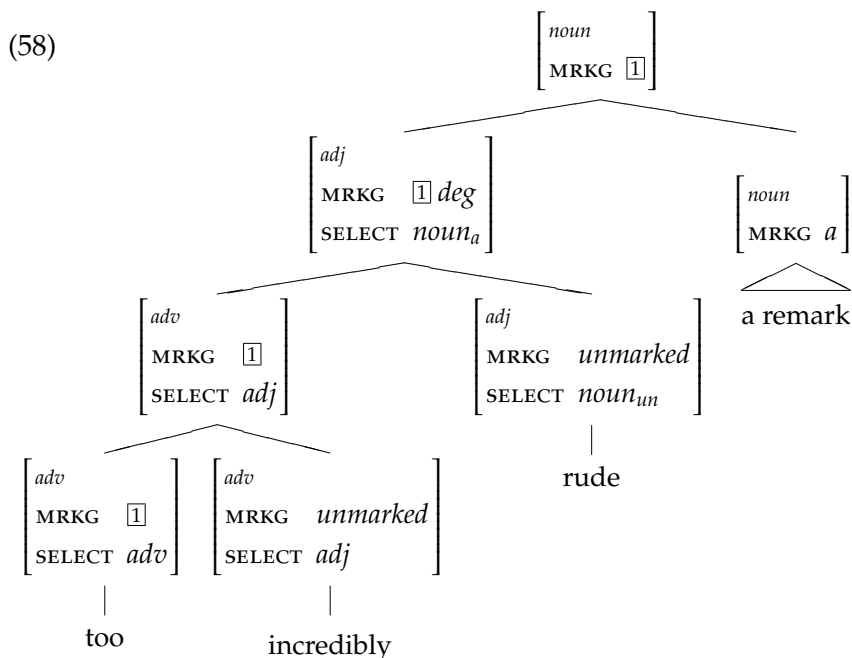 (58)
noun
MRKG 1
adj
MRKG 1 deg
SELECT noun_a
noun
MRKG a
a remark
adv
MRKG 1
SELECT adj
adj
MRKG unmarked
SELECT noun_un
rude
adv
MRKG 1
SELECT adv
too
adv
MRKG unmarked
SELECT adj
incredibly